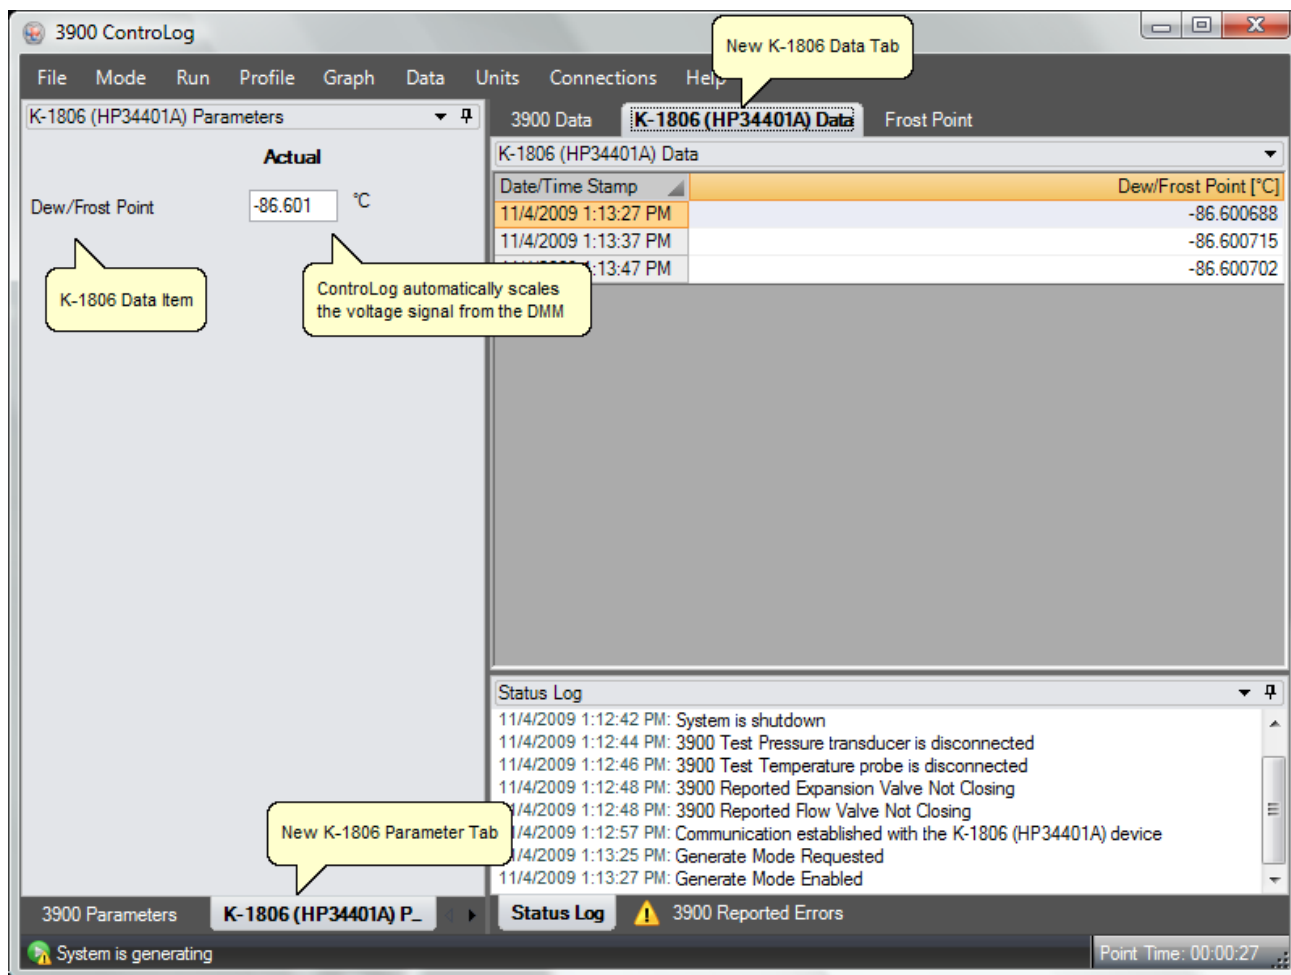 3900 ControLog
New K-1806 Data Tab
File Mode Run Profile Graph Data Units Connections Help
K-1806 (HP34401A) Parameters
Actual
Dew/Frost Point -86.601 °C
K-1806 Data Item
ControLog automatically scales
the voltage signal from the DMM
New K-1806 Parameter Tab
3900 Parameters K-1806 (HP34401A) P_
3900 Data K-1806 (HP34401A) Data Frost Point
K-1806 (HP34401A) Data
Date/Time Stamp Dew/Frost Point [°C]
11/4/2009 1:13:27 PM -86.600688
11/4/2009 1:13:37 PM -86.600715
1:13:47 PM -86.600702
Status Log
11/4/2009 1:12:42 PM: System is shutdown
11/4/2009 1:12:44 PM: 3900 Test Pressure transducer is disconnected
11/4/2009 1:12:46 PM: 3900 Test Temperature probe is disconnected
11/4/2009 1:12:48 PM: 3900 Reported Expansion Valve Not Closing
1/4/2009 1:12:48 PM: 3900 Reported Flow Valve Not Closing
1/4/2009 1:12:57 PM: Communication established with the K-1806 (HP34401A) device
1/4/2009 1:13:25 PM: Generate Mode Requested
11/4/2009 1:13:27 PM: Generate Mode Enabled
Status Log 3900 Reported Errors
System is generating Point Time: 00:00:27